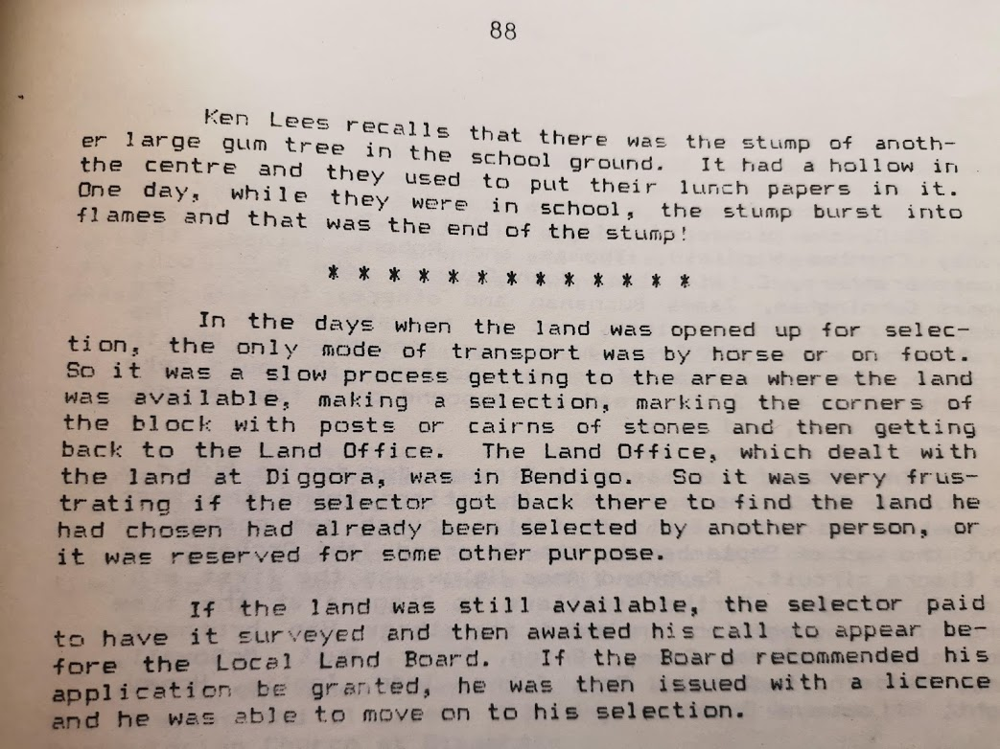 88
Ken Lees recalls that there was the stump of anoth-
er large gum tree in the school ground. It had a hollow in
the centre and they used to put their lunch papers in it.
One day, while they were in school, the stump burst into
flames and that was the end of the stump!
* * * * * * * * * * * * *
In the days when the land was opened up for selec-
tion, the only mode of transport was by horse or on foot.
So it was a slow process getting to the area where the land
was available, making a selection, marking the corners of
the block with posts or cairns of stones and then getting
back to the Land Office. The Land Office, which dealt with
the land at Diggora, was in Bendigo. So it was very frus-
trating if the selector got back there to find the land he
had chosen had already been selected by another person, or
it was reserved for some other purpose.
If the land was still available, the selector paid
to have it surveyed and then awaited his call to appear be-
fore the Local Land Board. If the Board recommended his
application be granted, he was then issued with a licence
and he was able to move on to his selection.